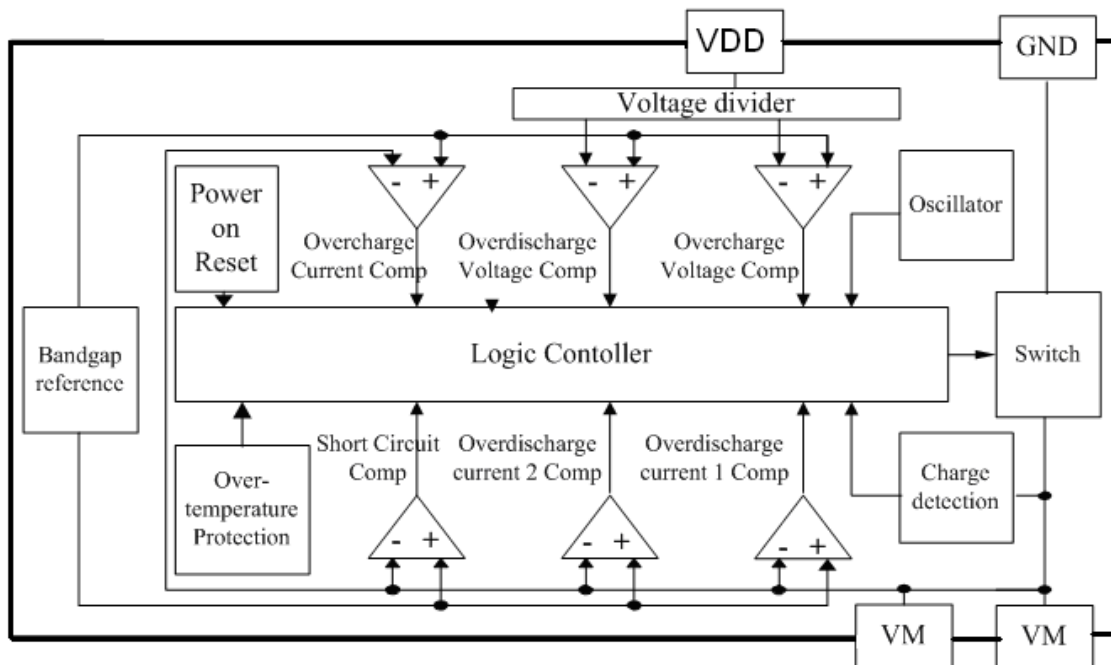 VDD
GND
Voltage divider
- +
- +
- +
Power
on
Reset
Oscillator
Overcharge
Current Comp
Overdischarge
Voltage Comp
Overcharge
Voltage Comp
Bandgap
reference
Logic Contoller
Switch
Short Circuit
Comp
Overdischarge
current 2 Comp
Overdischarge
current 1 Comp
Over-
temperature
Protection
Charge
detection
- +
- +
- +
VM
VM